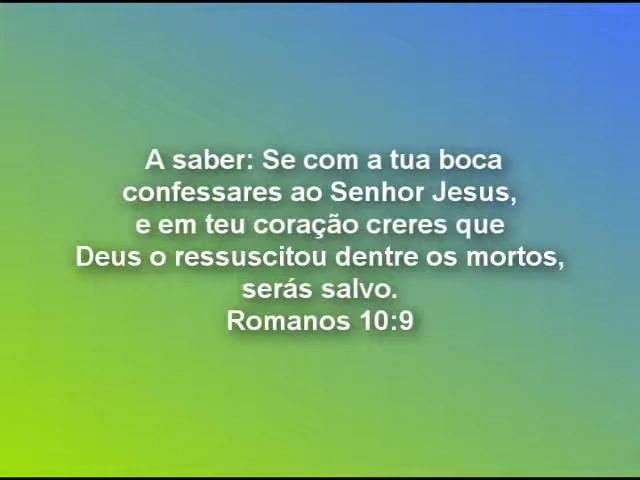 A saber: Se com a tua boca
confessares ao Senhor Jesus,
e em teu coração creres que
Deus o ressuscitou dentre os mortos,
serás salvo.
Romanos 10:9